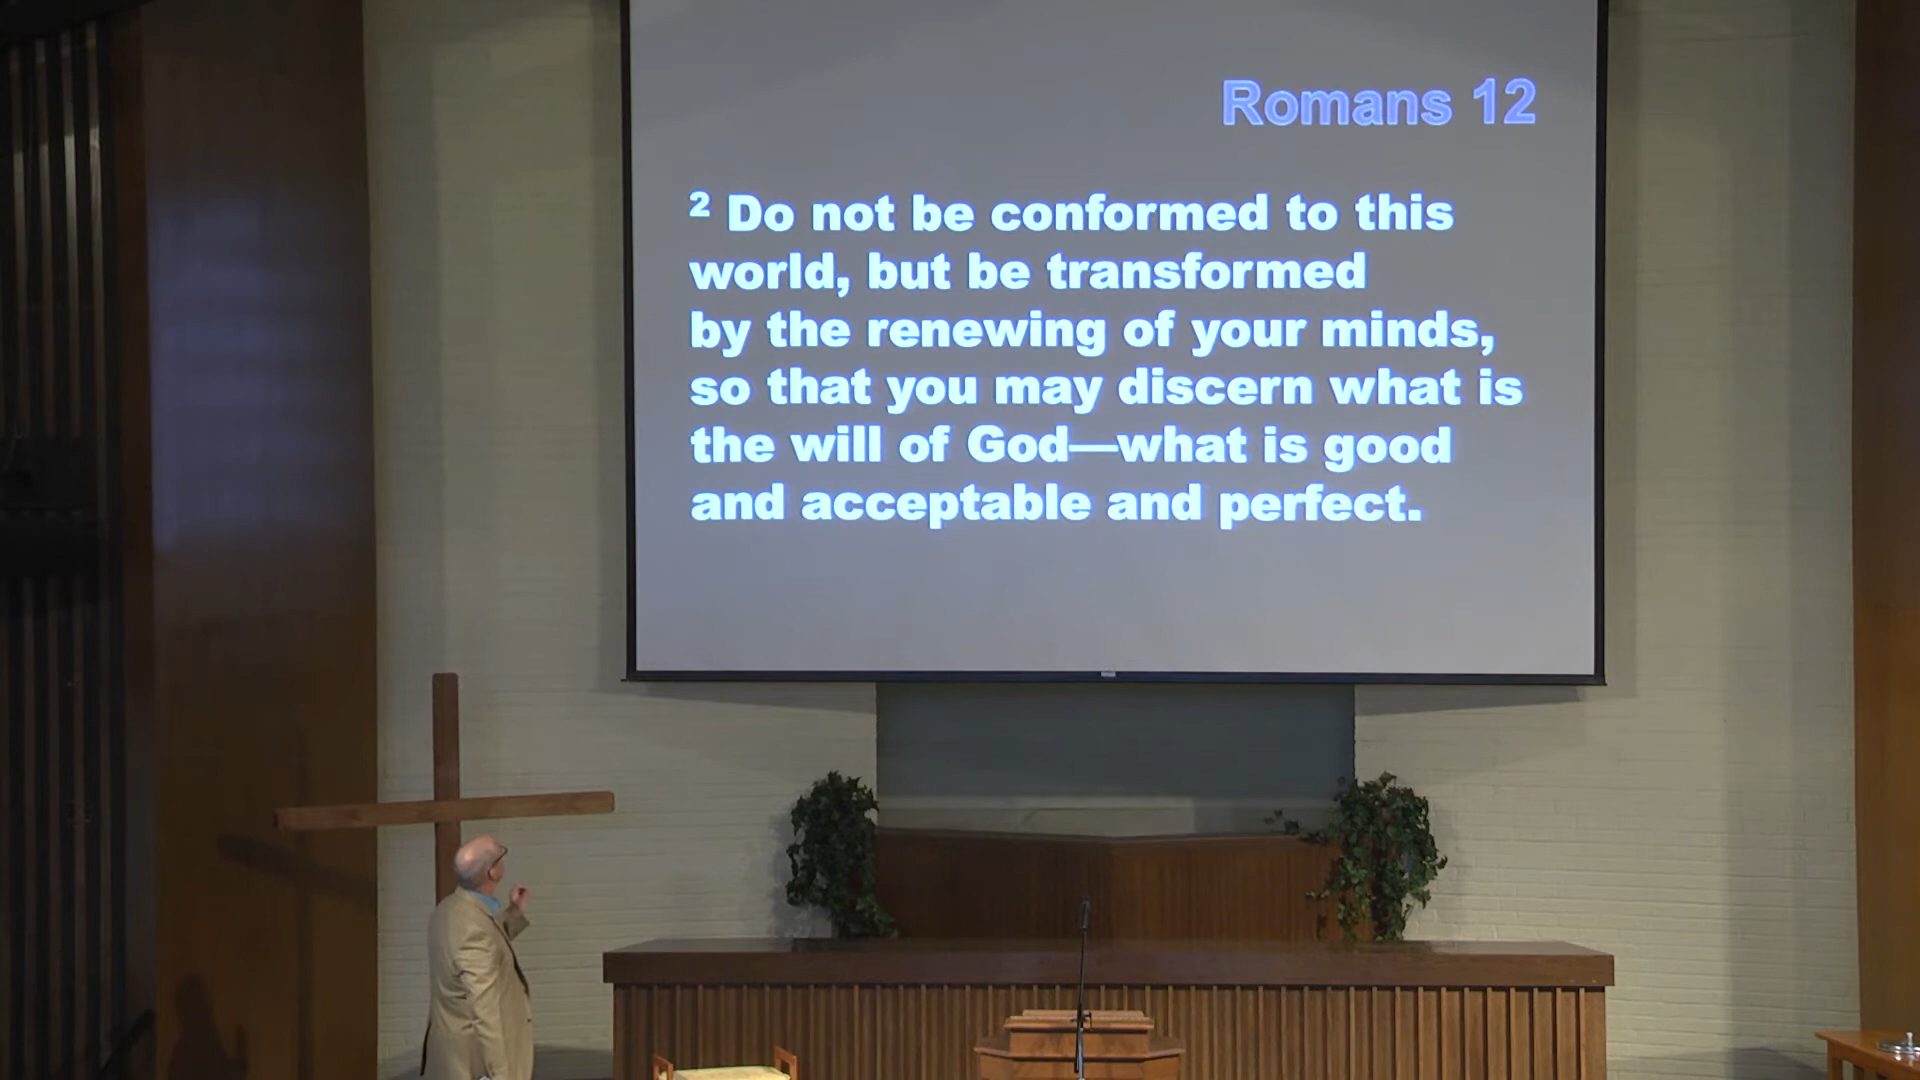 Romans 12
² Do not be conformed to this
world, but be transformed
by the renewing of your minds,
so that you may discern what is
the will of God—what is good
and acceptable and perfect.